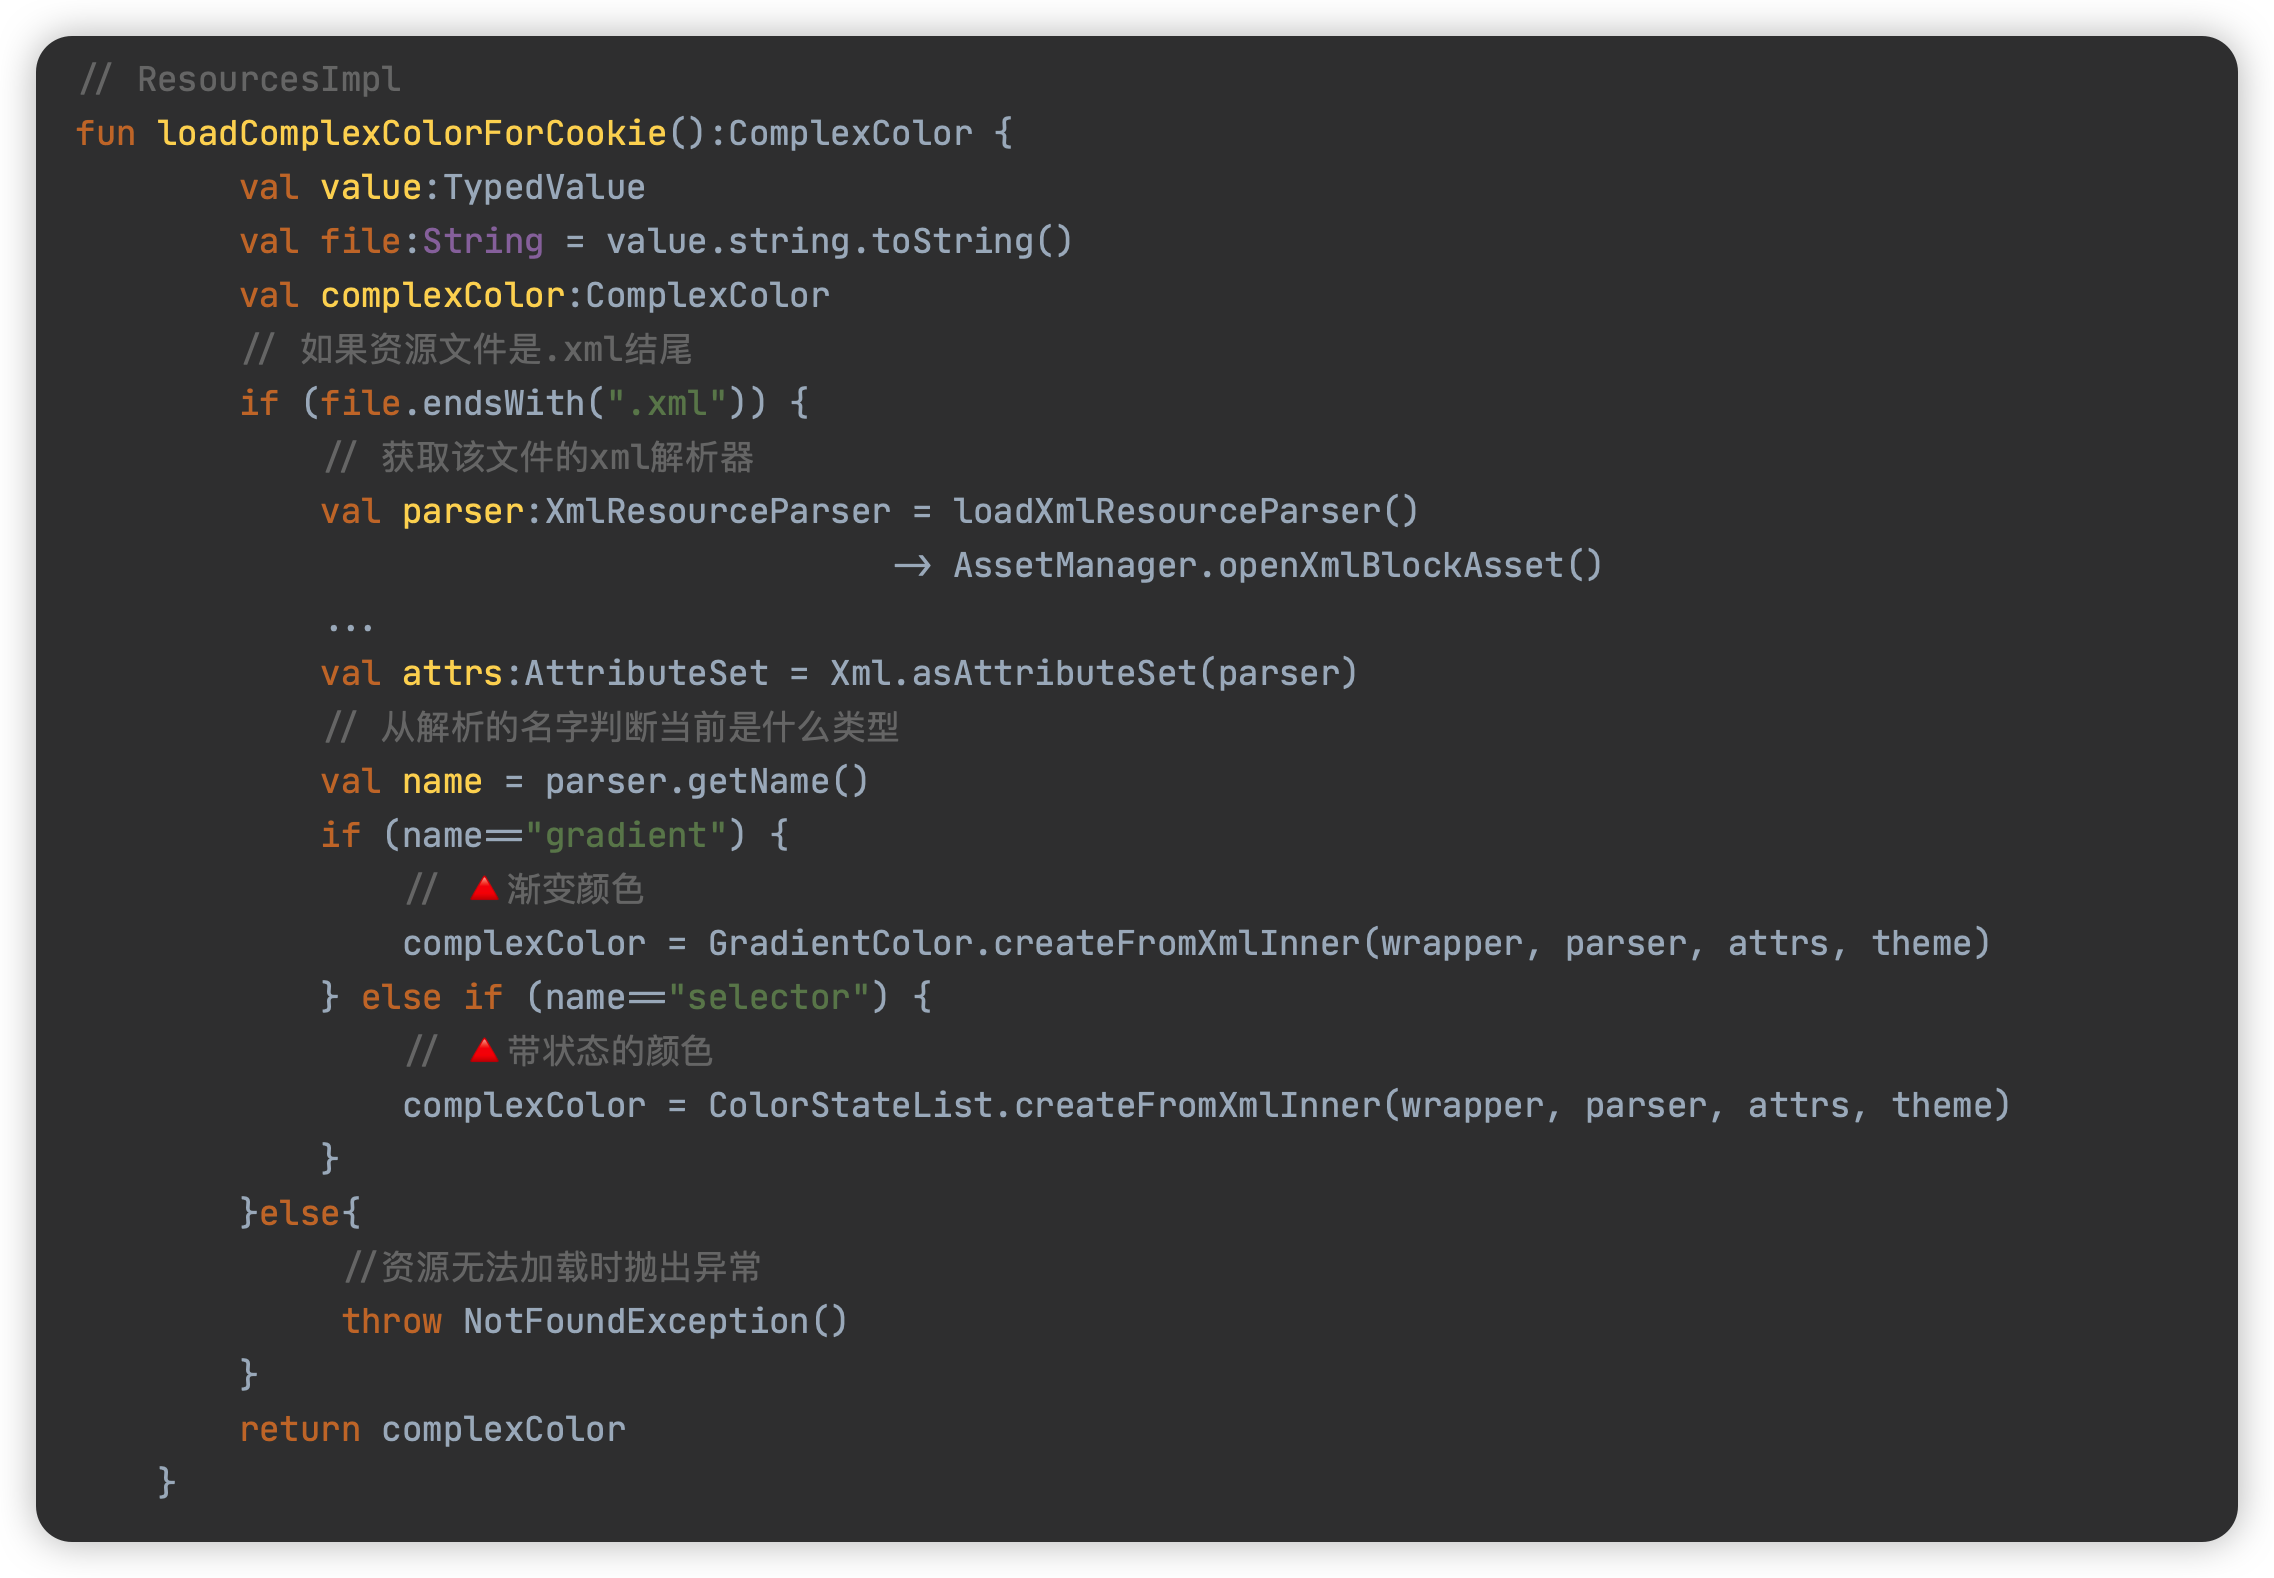 // ResourcesImpl
fun loadComplexColorForCookie():ComplexColor {
val value:TypedValue
val file:String = value.string.toString()
val complexColor:ComplexColor
// 如果资源文件是.xml结尾
if (file.endsWith(".xml")) {
// 获取该文件的xml解析器
val parser:XmlResourceParser = loadXmlResourceParser()
-> AssetManager.openXmlBlockAsset()
...
val attrs:AttributeSet = Xml.asAttributeSet(parser)
// 从解析的名字判断当前是什么类型
val name = parser.getName()
if (name=="gradient") {
// 🔺渐变颜色
complexColor = GradientColor.createFromXmlInner(wrapper, parser, attrs, theme)
} else if (name=="selector") {
// 🔺带状态的颜色
complexColor = ColorStateList.createFromXmlInner(wrapper, parser, attrs, theme)
}
}else{
//资源无法加载时抛出异常
throw NotFoundException()
}
return complexColor
}